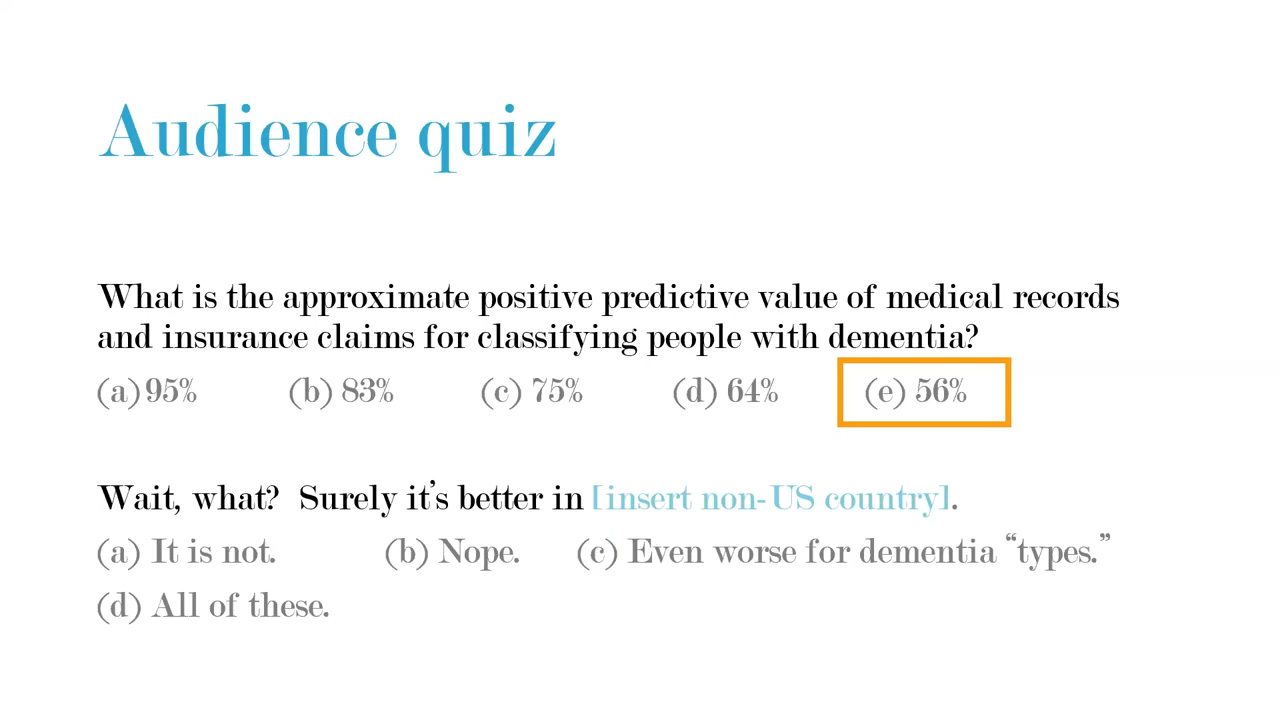 Audience quiz
What is the approximate positive predictive value of medical records
and insurance claims for classifying people with dementia?
(a) 95% (b) 83% (c) 75% (d) 64% (e) 56%
Wait, what? Surely it’s better in [insert non-US country].
(a) It is not. (b) Nope. (c) Even worse for dementia “types.”
(d) All of these.